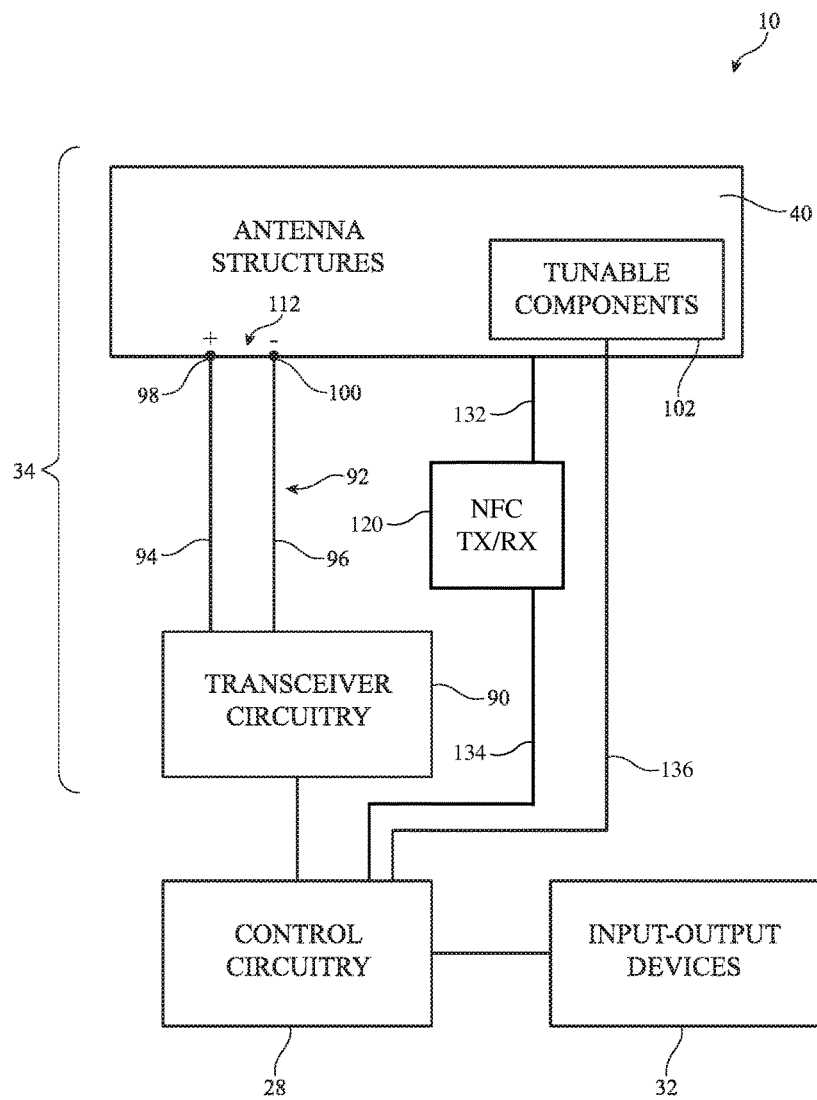 10
40
ANTENNA
STRUCTURES
TUNABLE
COMPONENTS
112
+
-
98
100
132
102
34
92
120
NFC
TX/RX
94
96
TRANSCEIVER
CIRCUITRY
90
134
136
CONTROL
CIRCUITRY
INPUT-OUTPUT
DEVICES
28
32